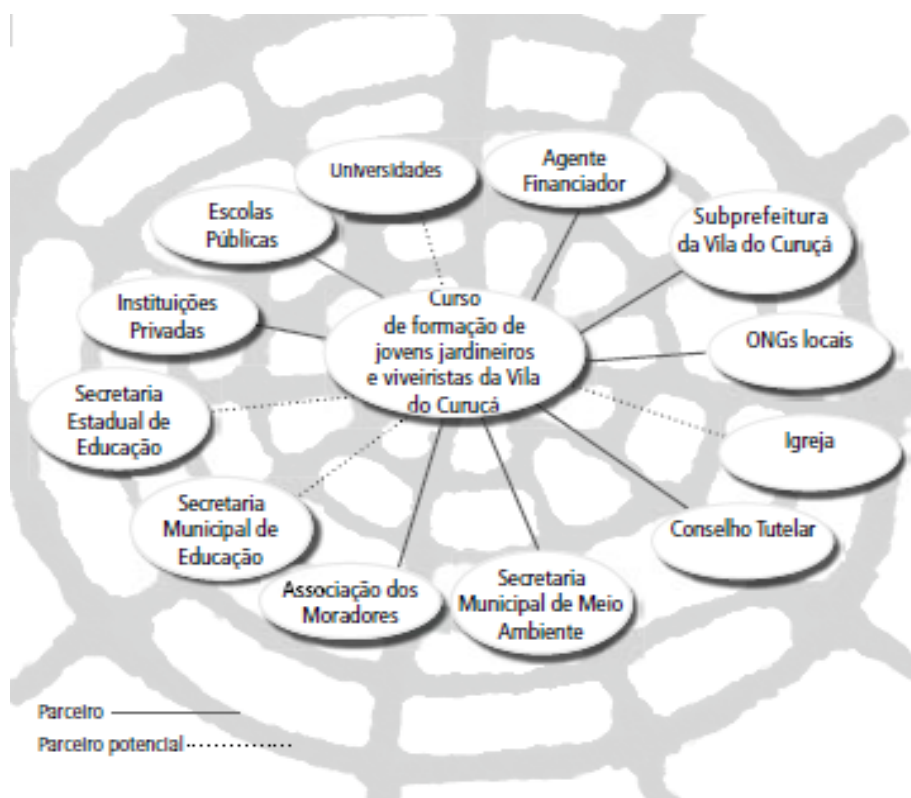 Universidades
Agente
Financiador
Escolas
Públicas
Subprefeitura
da Vila do Curuçá
Instituições
Privadas
Curso
de formação de
jovens jardineiros
e viveiristas da Vila
do Curuçá
ONGs locais
Secretaria
Estadual de
Educação
Igreja
Secretaria
Municipal de
Educação
Conselho Tutelar
Associação dos
Moradores
Secretaria
Municipal de Meio
Ambiente
Parceiro
Parceiro potencial